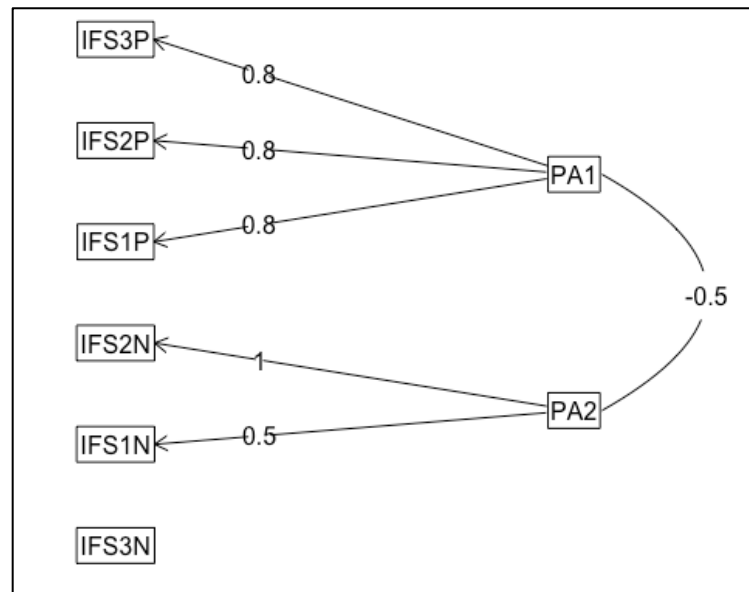 IFS3P
0.8
IFS2P
0.8
PA1
IFS1P
0.8
-0.5
IFS2N
1
PA2
IFS1N
0.5
IFS3N